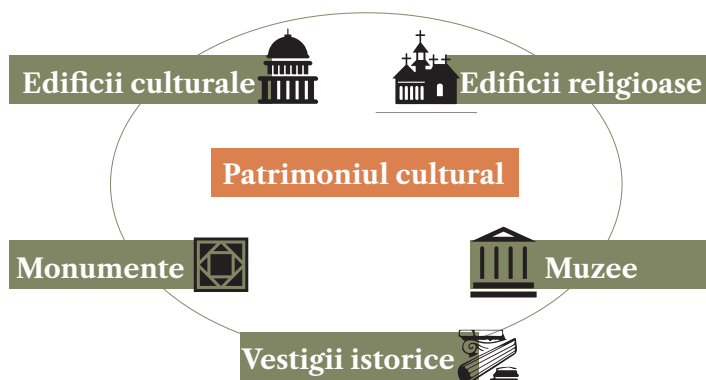 Edificii culturale
Edificii religioase
Patrimoniul cultural
Monumente
Muzee
Vestigii istorice